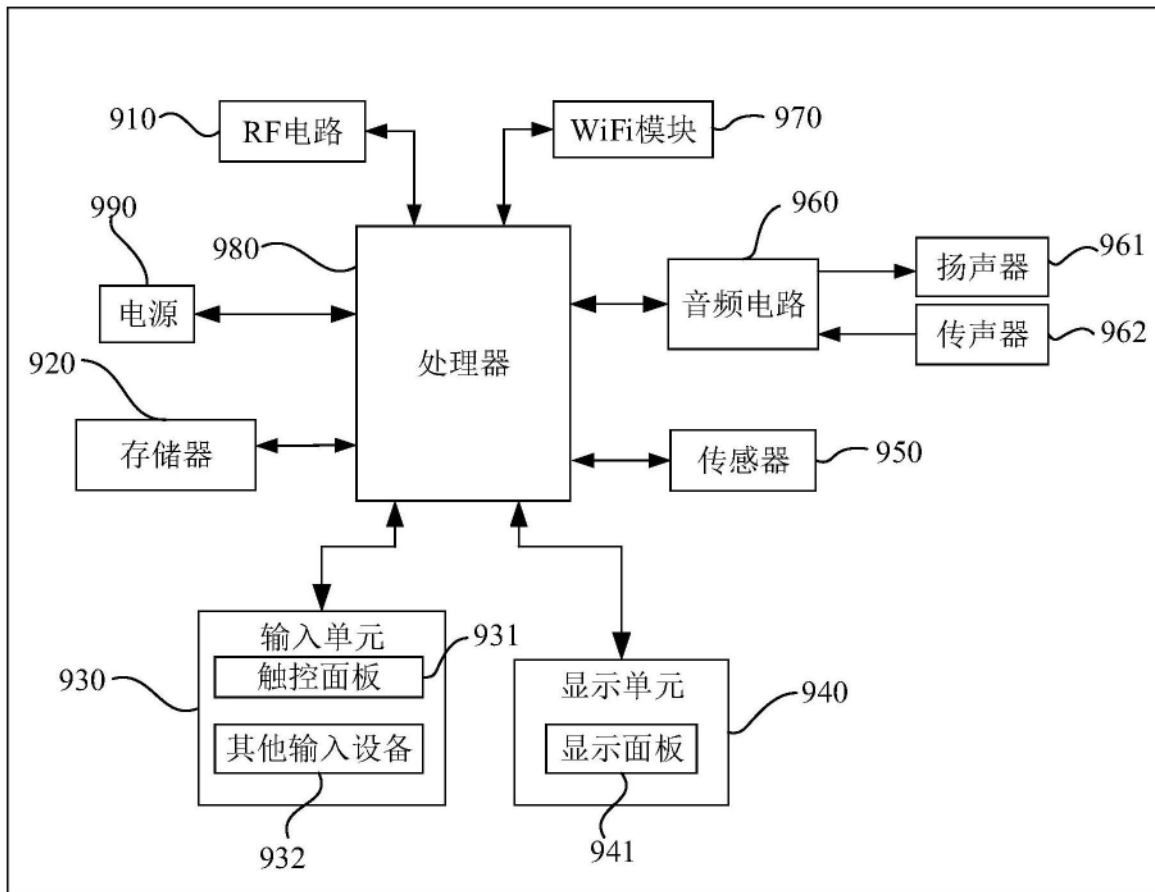 910
RF电路
WiFi模块
970
990
980
960
电源
音频电路
扬声器
961
传声器
962
920
处理器
存储器
传感器
950
输入单元
931
触控面板
930
其他输入设备
932
显示单元
940
显示面板
941